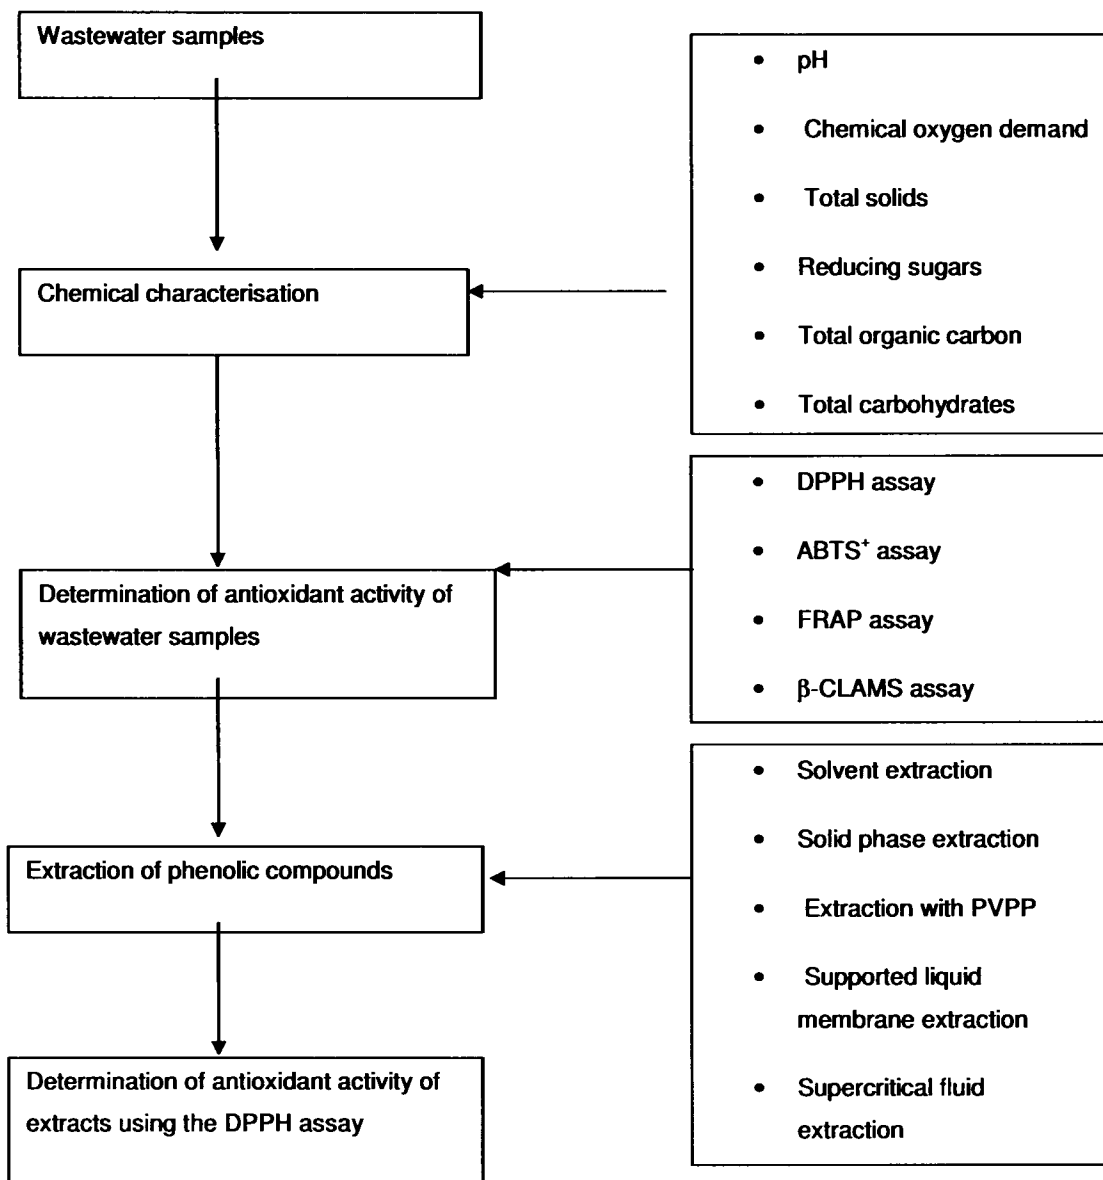 Wastewater samples
Chemical characterisation
Determination of antioxidant activity of
wastewater samples
Extraction of phenolic compounds
Determination of antioxidant activity of
extracts using the DPPH assay
• pH
• Chemical oxygen demand
• Total solids
• Reducing sugars
• Total organic carbon
• Total carbohydrates
• DPPH assay
• ABTS⁺ assay
• FRAP assay
• β-CLAMS assay
• Solvent extraction
• Solid phase extraction
• Extraction with PVPP
• Supported liquid
membrane extraction
• Supercritical fluid
extraction